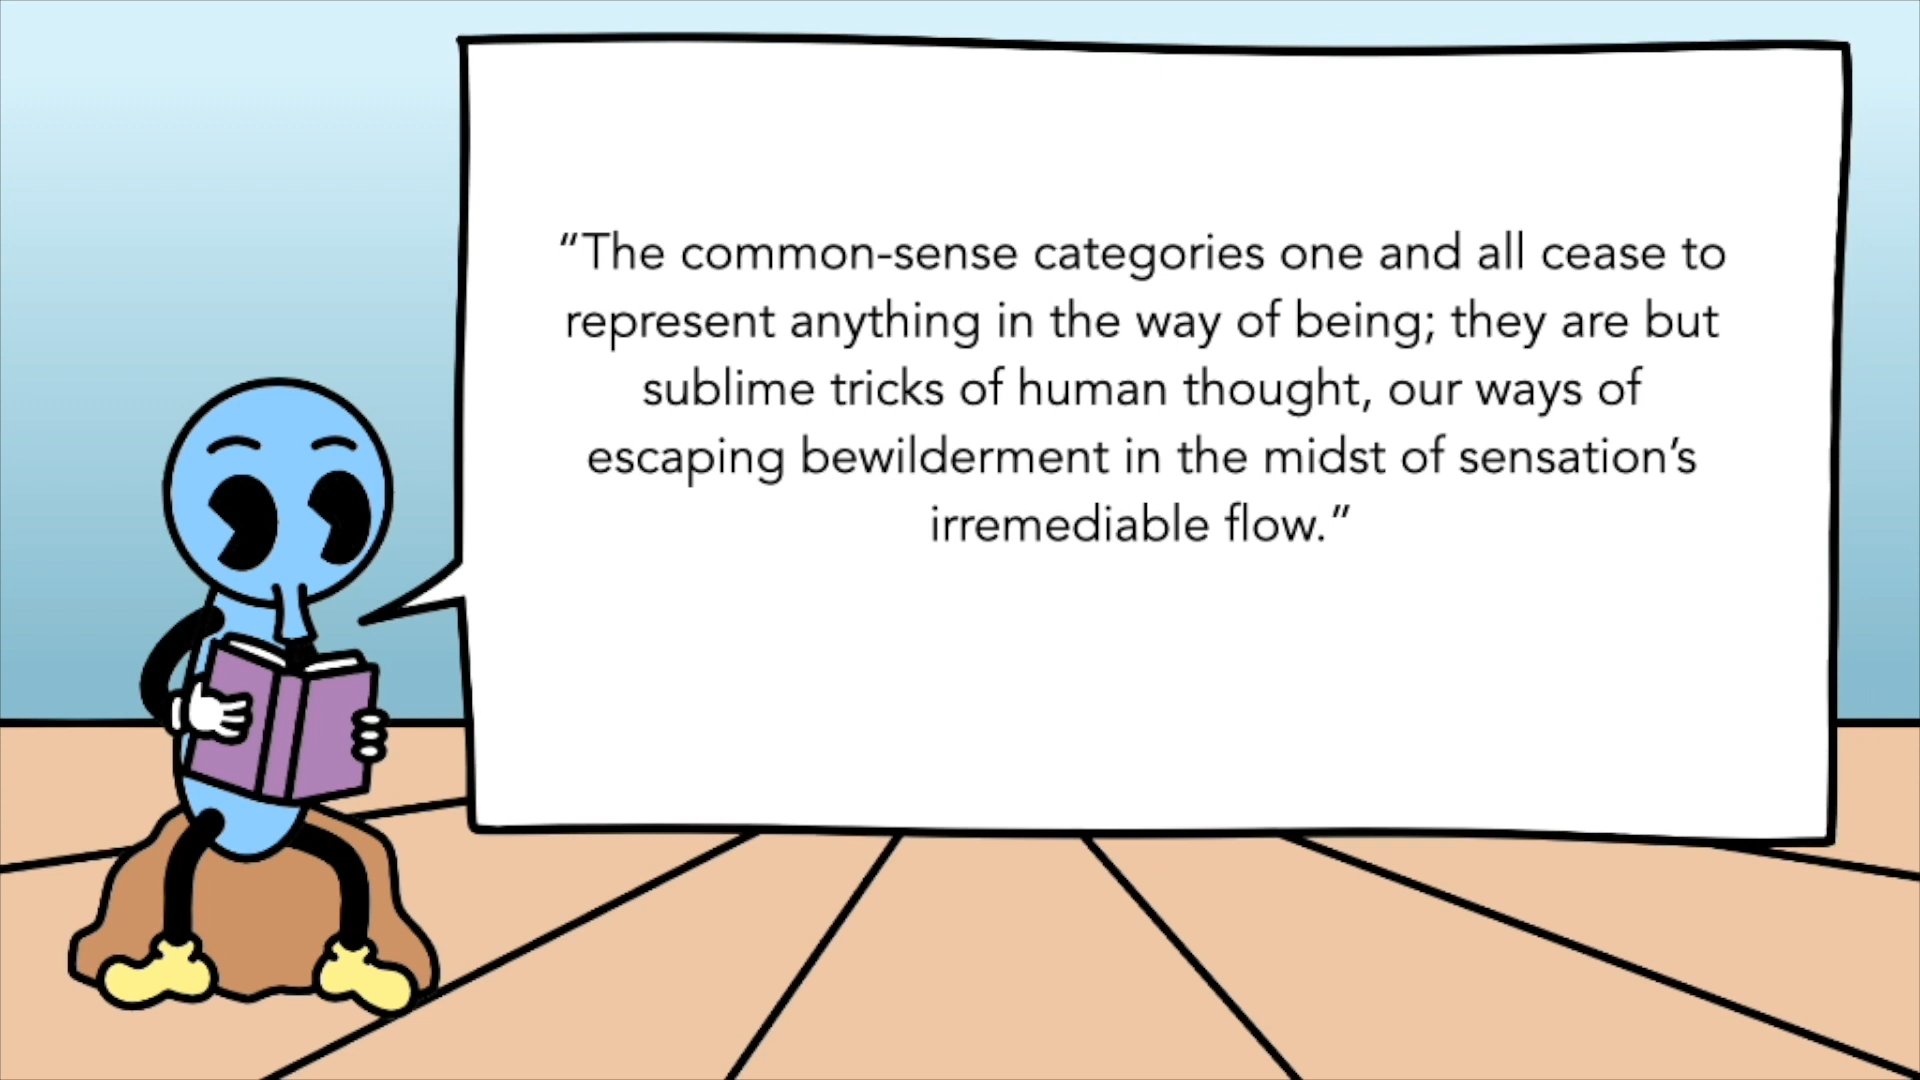 “The common-sense categories one and all cease to
represent anything in the way of being; they are but
sublime tricks of human thought, our ways of
escaping bewilderment in the midst of sensation’s
irremediable flow.”